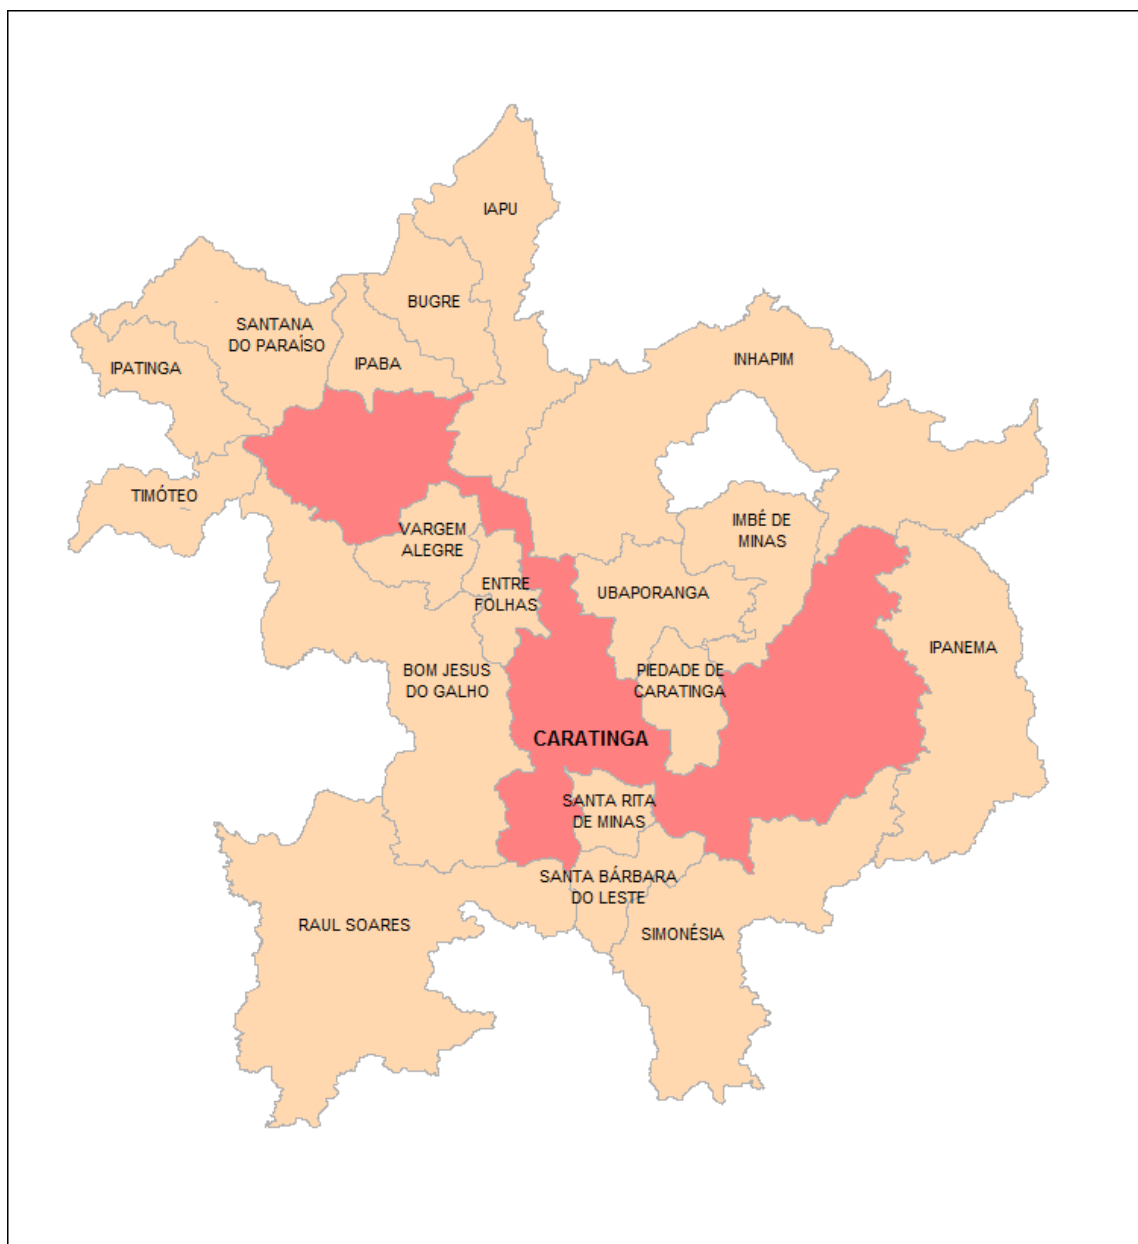 IAPU
BUGRE
SANTANA
DO PARAÍSO
IPATINGA
IPABA
INHAPIM
TIMÓTEO
VARGEM
ALEGRE
IMBÉ DE
MINAS
ENTRE
FOLHAS
UBAPORANGA
BOM JESUS
DO GALHO
PIEDADE DE
CARATINGA
IPANEMA
CARATINGA
SANTA RITA
DE MINAS
SANTA BÁRBARA
DO LESTE
RAUL SOARES
SIMONÉSIA